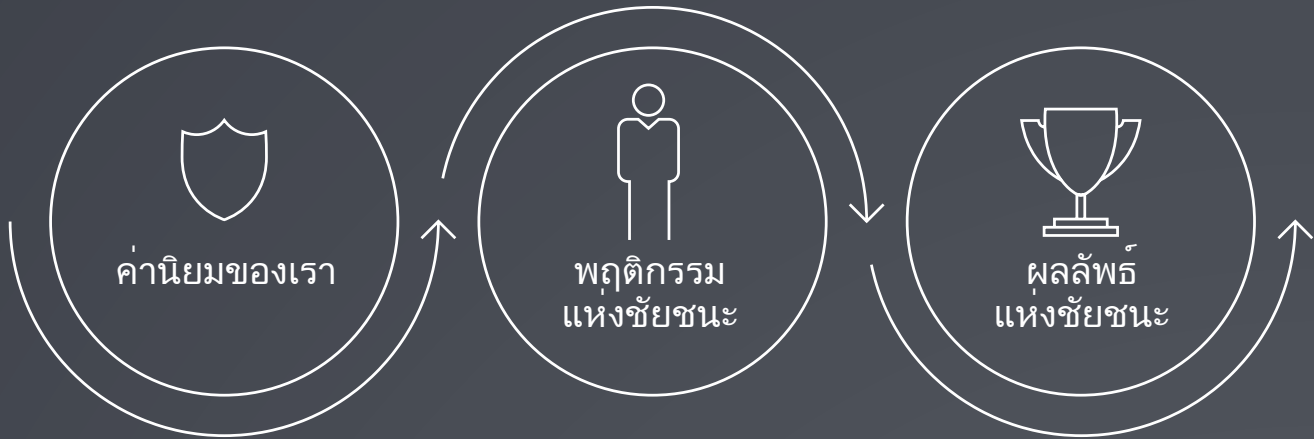 ค่านิยมของเรา
พฤติกรรม
แห่งชัยชนะ
ผลลัพธ์
แห่งชัยชนะ